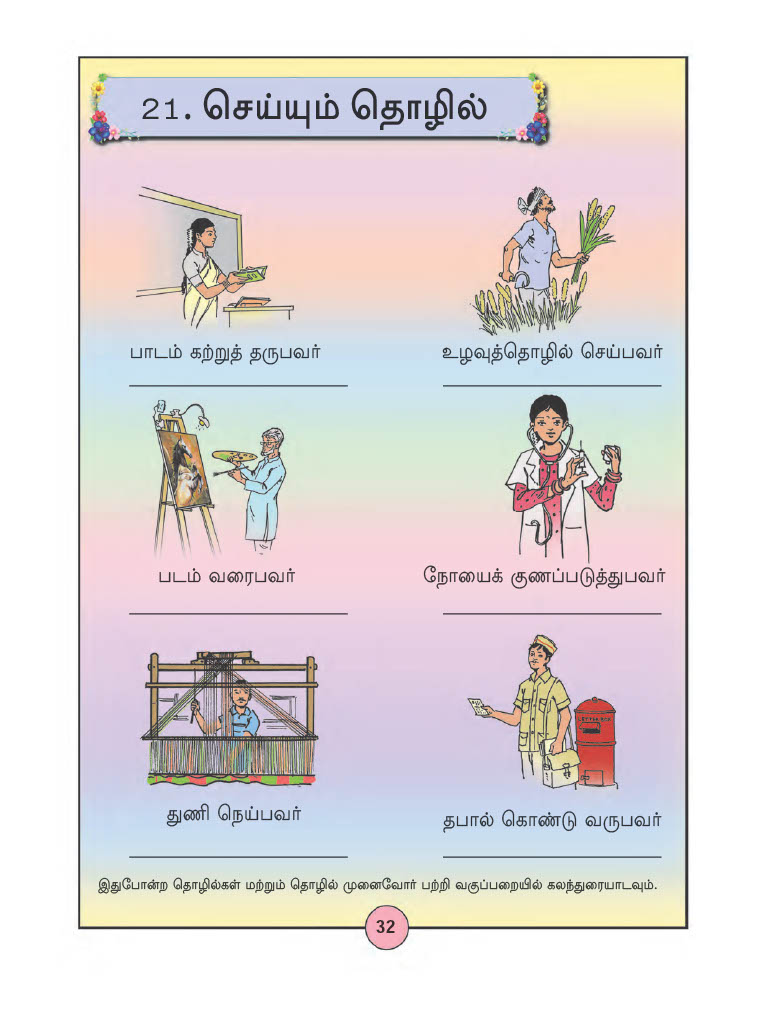 21. செய்யும் தொழில்
பாடம் கற்றுத் தருபவர்
உழவுத்தொழில் செய்பவர்
படம் வரைபவர்
நோயைக் குணப்படுத்துபவர்
துணி நெய்பவர்
தபால் கொண்டு வருபவர்
இதுபோன்ற தொழில்கள் மற்றும் தொழில் முனைவோர் பற்றி வகுப்பறையில் கலந்துரையாடவும்.
32